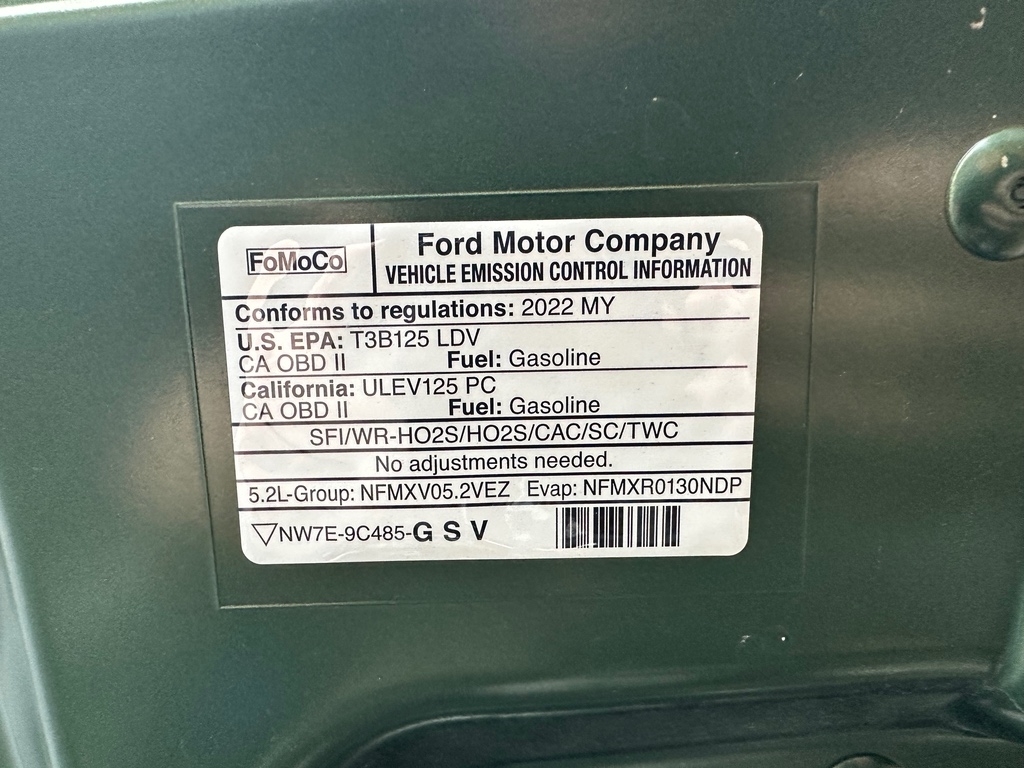 FoMoCo
Ford Motor Company
VEHICLE EMISSION CONTROL INFORMATION
Conforms to regulations: 2022 MY
U.S. EPA: T3B125 LDV
CA OBD II Fuel: Gasoline
California: ULEV125 PC
CA OBD II Fuel: Gasoline
SFI/WR-HO2S/HO2S/CAC/SC/TWC
No adjustments needed.
5.2L-Group: NFMXV05.2VEZ Evap: NFMXR0130NDP
NW7E-9C485-G S V